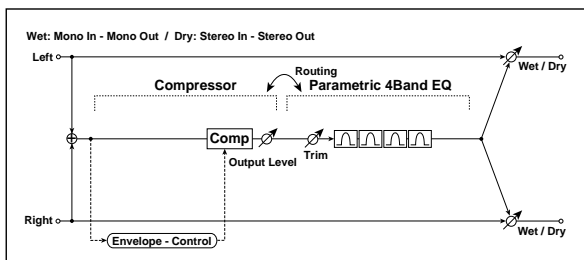 Wet: Mono In - Mono Out / Dry: Stereo In - Stereo Out
Left
Wet / Dry
Routing
Compressor
Parametric 4Band EQ
Comp
Output Level
Trim
Right
Wet / Dry
Envelope - Control